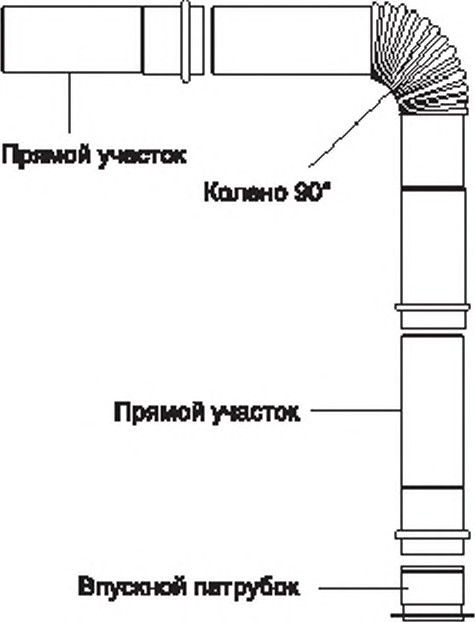 Прямой участок
Колено 90°
Прямой участок
Впускной патрубок